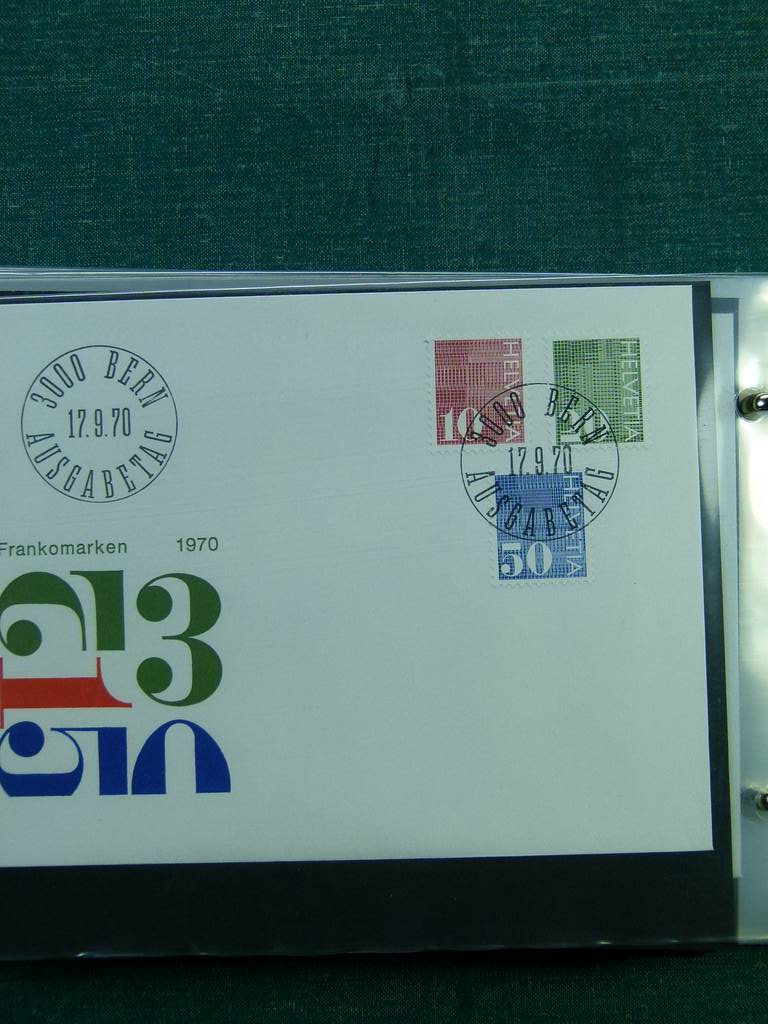 3000 BERN
17.9.70
AUSGABETAG
HELVETIA
10
HELVETIA
3000 BERN
17.9.70
AUSGABETAG
HELVETIA
50
Frankomarken 1970